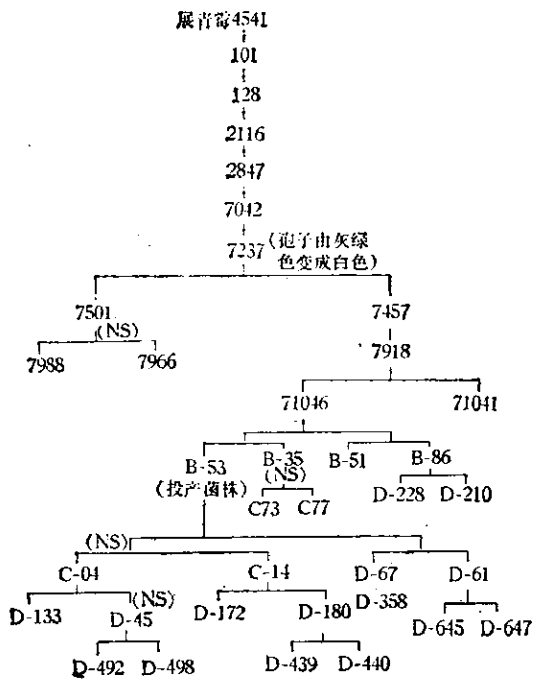 展青霉4541
101
128
2116
2847
7042
7237
(孢子由灰绿
色变成白色)
7501 7457
(NS)
7988 7966 7918
71046 71041
B-53 B-35 B-51 B-86
(投产菌株) (NS)
C73 C77 D-228 D-210
(NS)
C-04 C-14 D-67 D-61
D-133 (NS) D-45 D-172 D-180 D-358 D-645 D-647
D-492 D-498 D-439 D-440